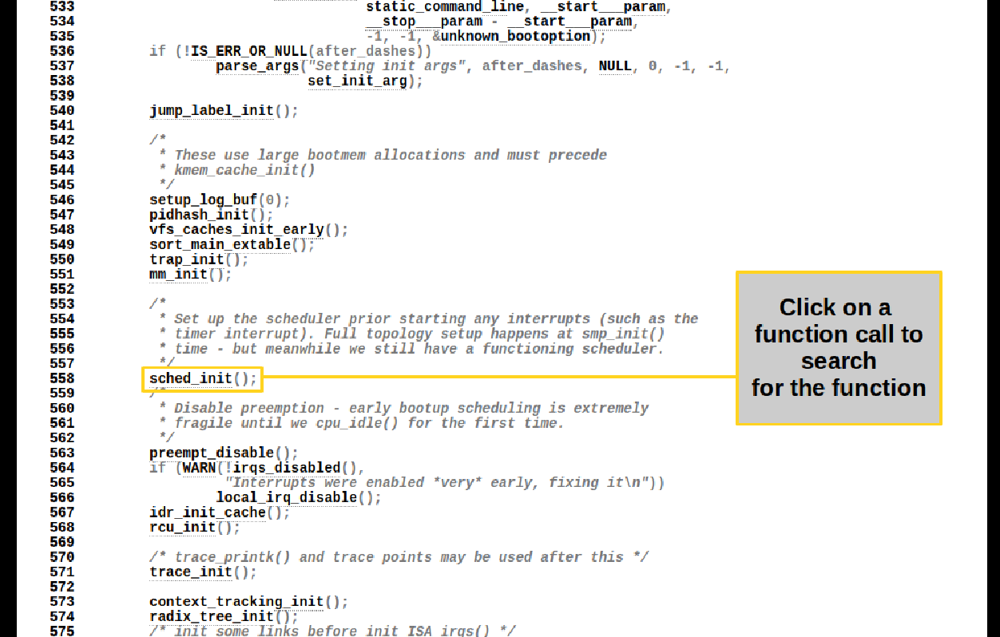 533 static_command_line, __start___param,
534 __stop___param - __start___param,
535 -1, -1, &unknown_bootoption);
536 if (!IS_ERR_OR_NULL(after_dashes))
537 parse_args("Setting init args", after_dashes, NULL, 0, -1, -1,
538 set_init_arg);
539
540 jump_label_init();
541
542 /*
543 * These use large bootmem allocations and must precede
544 * kmem_cache_init()
545 */
546 setup_log_buf(0);
547 pidhash_init();
548 vfs_caches_init_early();
549 sort_main_extable();
550 trap_init();
551 mm_init();
552
553 /*
554 * Set up the scheduler prior starting any interrupts (such as the
555 * timer interrupt). Full topology setup happens at smp_init()
556 * time - but meanwhile we still have a functioning scheduler.
557 */
558 sched_init();
559 /*
560 * Disable preemption - early bootup scheduling is extremely
561 * fragile until we cpu_idle() for the first time.
562 */
563 preempt_disable();
564 if (WARN(!irqs_disabled(),
565 "Interrupts were enabled *very* early, fixing it\n"))
566 local_irq_disable();
567 idr_init_cache();
568 rcu_init();
569
570 /* trace_printk() and trace points may be used after this */
571 trace_init();
572
573 context_tracking_init();
574 radix_tree_init();
575 /* init some links before init_ISA_irqs() */
Click on a
function call to
search
for the function